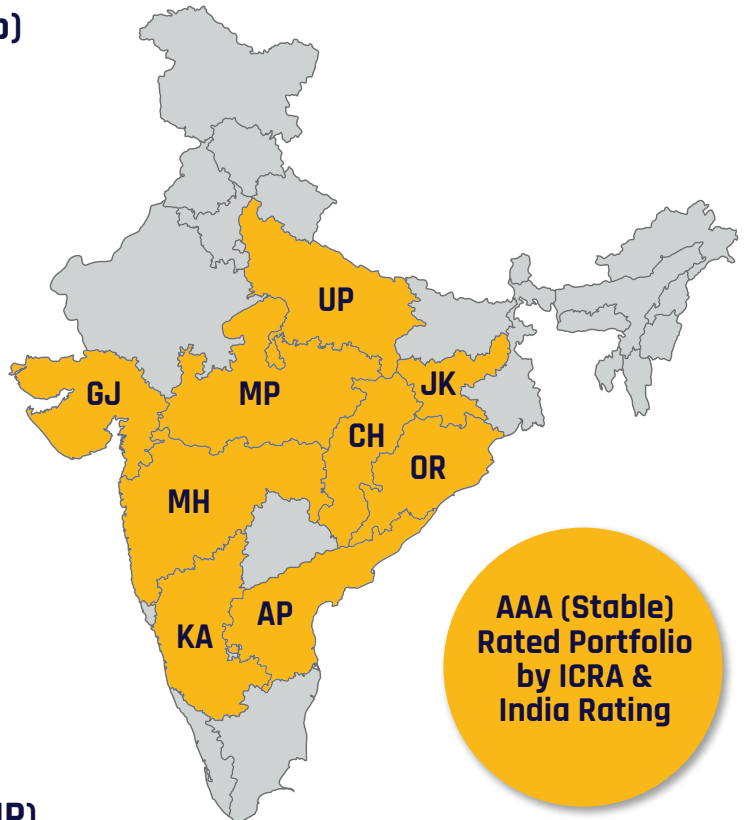 )
UP
GJ
MP
JK
CH
OR
MH
AP
KA
AAA (Stable)
Rated Portfolio
by ICRA &
India Rating